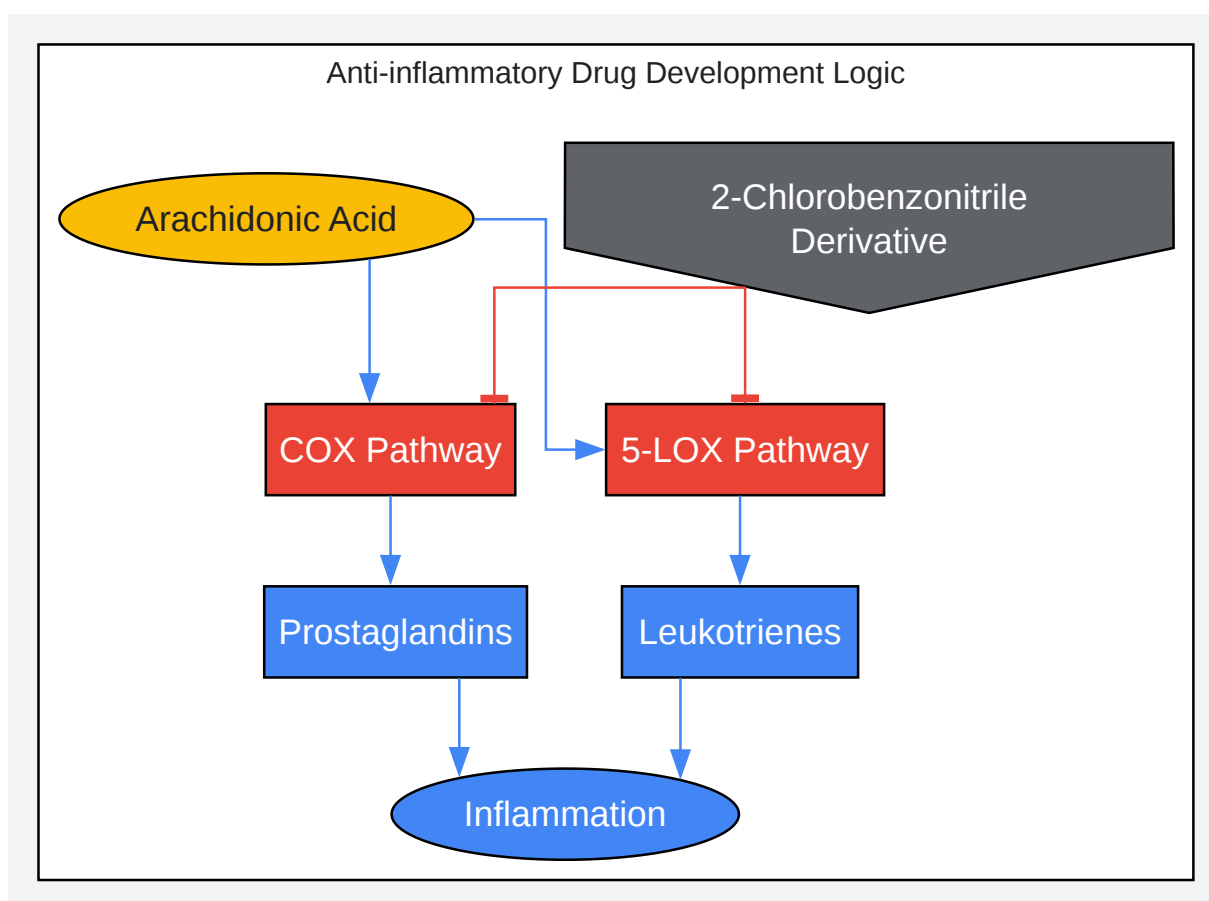 Anti-inflammatory Drug Development Logic
Arachidonic Acid
2-Chlorobenzonitrile
Derivative
COX Pathway
5-LOX Pathway
Prostaglandins
Leukotrienes
Inflammation